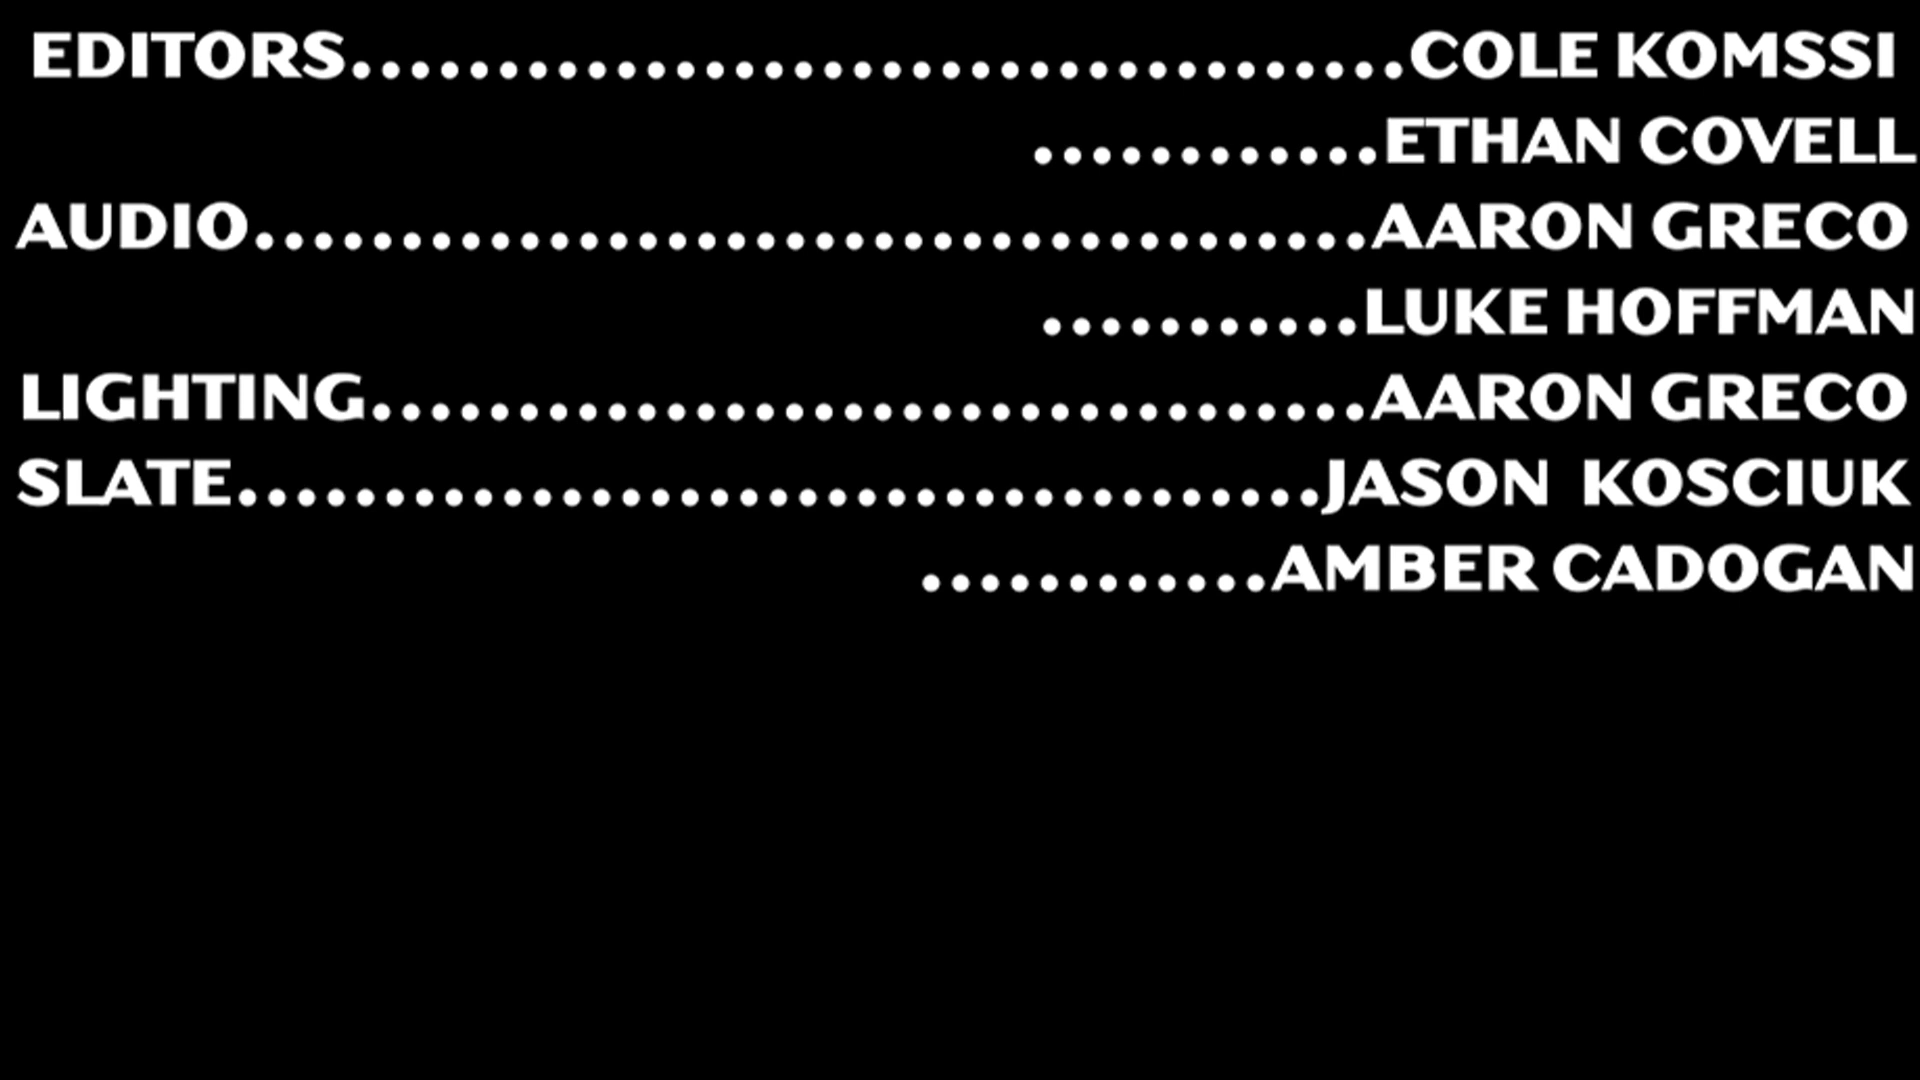 EDITORS....................................COLE KOMSSI
............ETHAN COVELL
AUDIO......................................AARON GRECO
...........LUKE HOFFMAN
LIGHTING..................................AARON GRECO
SLATE.....................................JASON  KOSCIUK
............AMBER CADOGAN